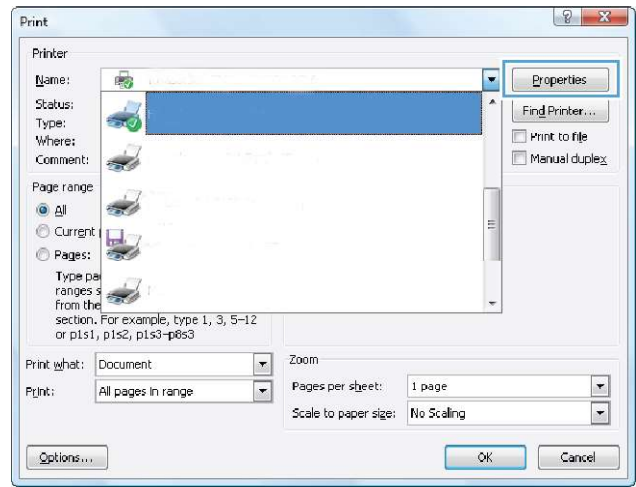 Print
Printer
Name:
Properties
Status:
Find Printer...
Type:
Print to file
Where:
Manual duplex
Comment:
Page range
All
Current
Pages:
Type pa
ranges s
from the
section. For example, type 1, 3, 5–12
or p1s1, p1s2, p1s3–p8s3
Print what: Document
Print: All pages in range
Zoom
Pages per sheet: 1 page
Scale to paper size: No Scaling
Options...
OK
Cancel